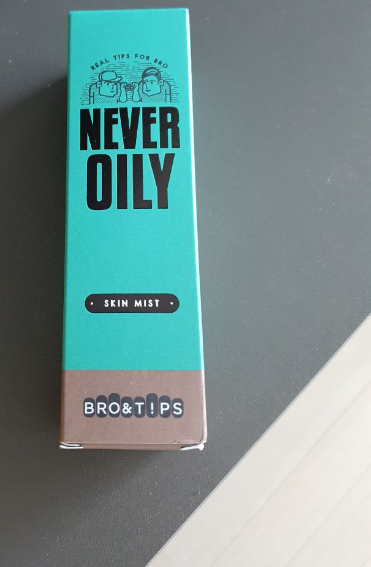 REAL TIPS FOR BRO
NEVER
OILY
SKIN MIST
BRO&T!PS